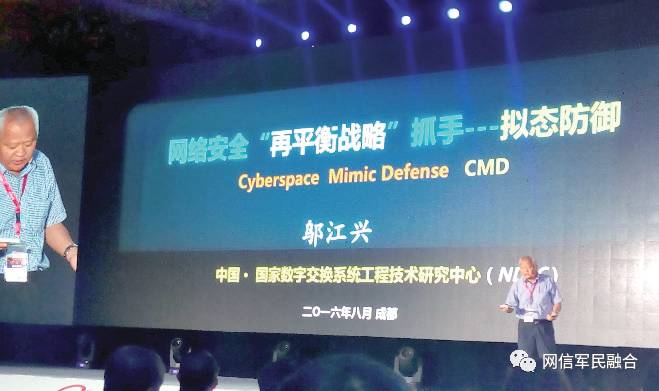 网络安全“再平衡战略”抓手---拟态防御
Cyberspace Mimic Defense CMD
邬江兴
中国·国家数字交换系统工程技术研究中心（ND C）
二〇一六年八月 成都
网信军民融合